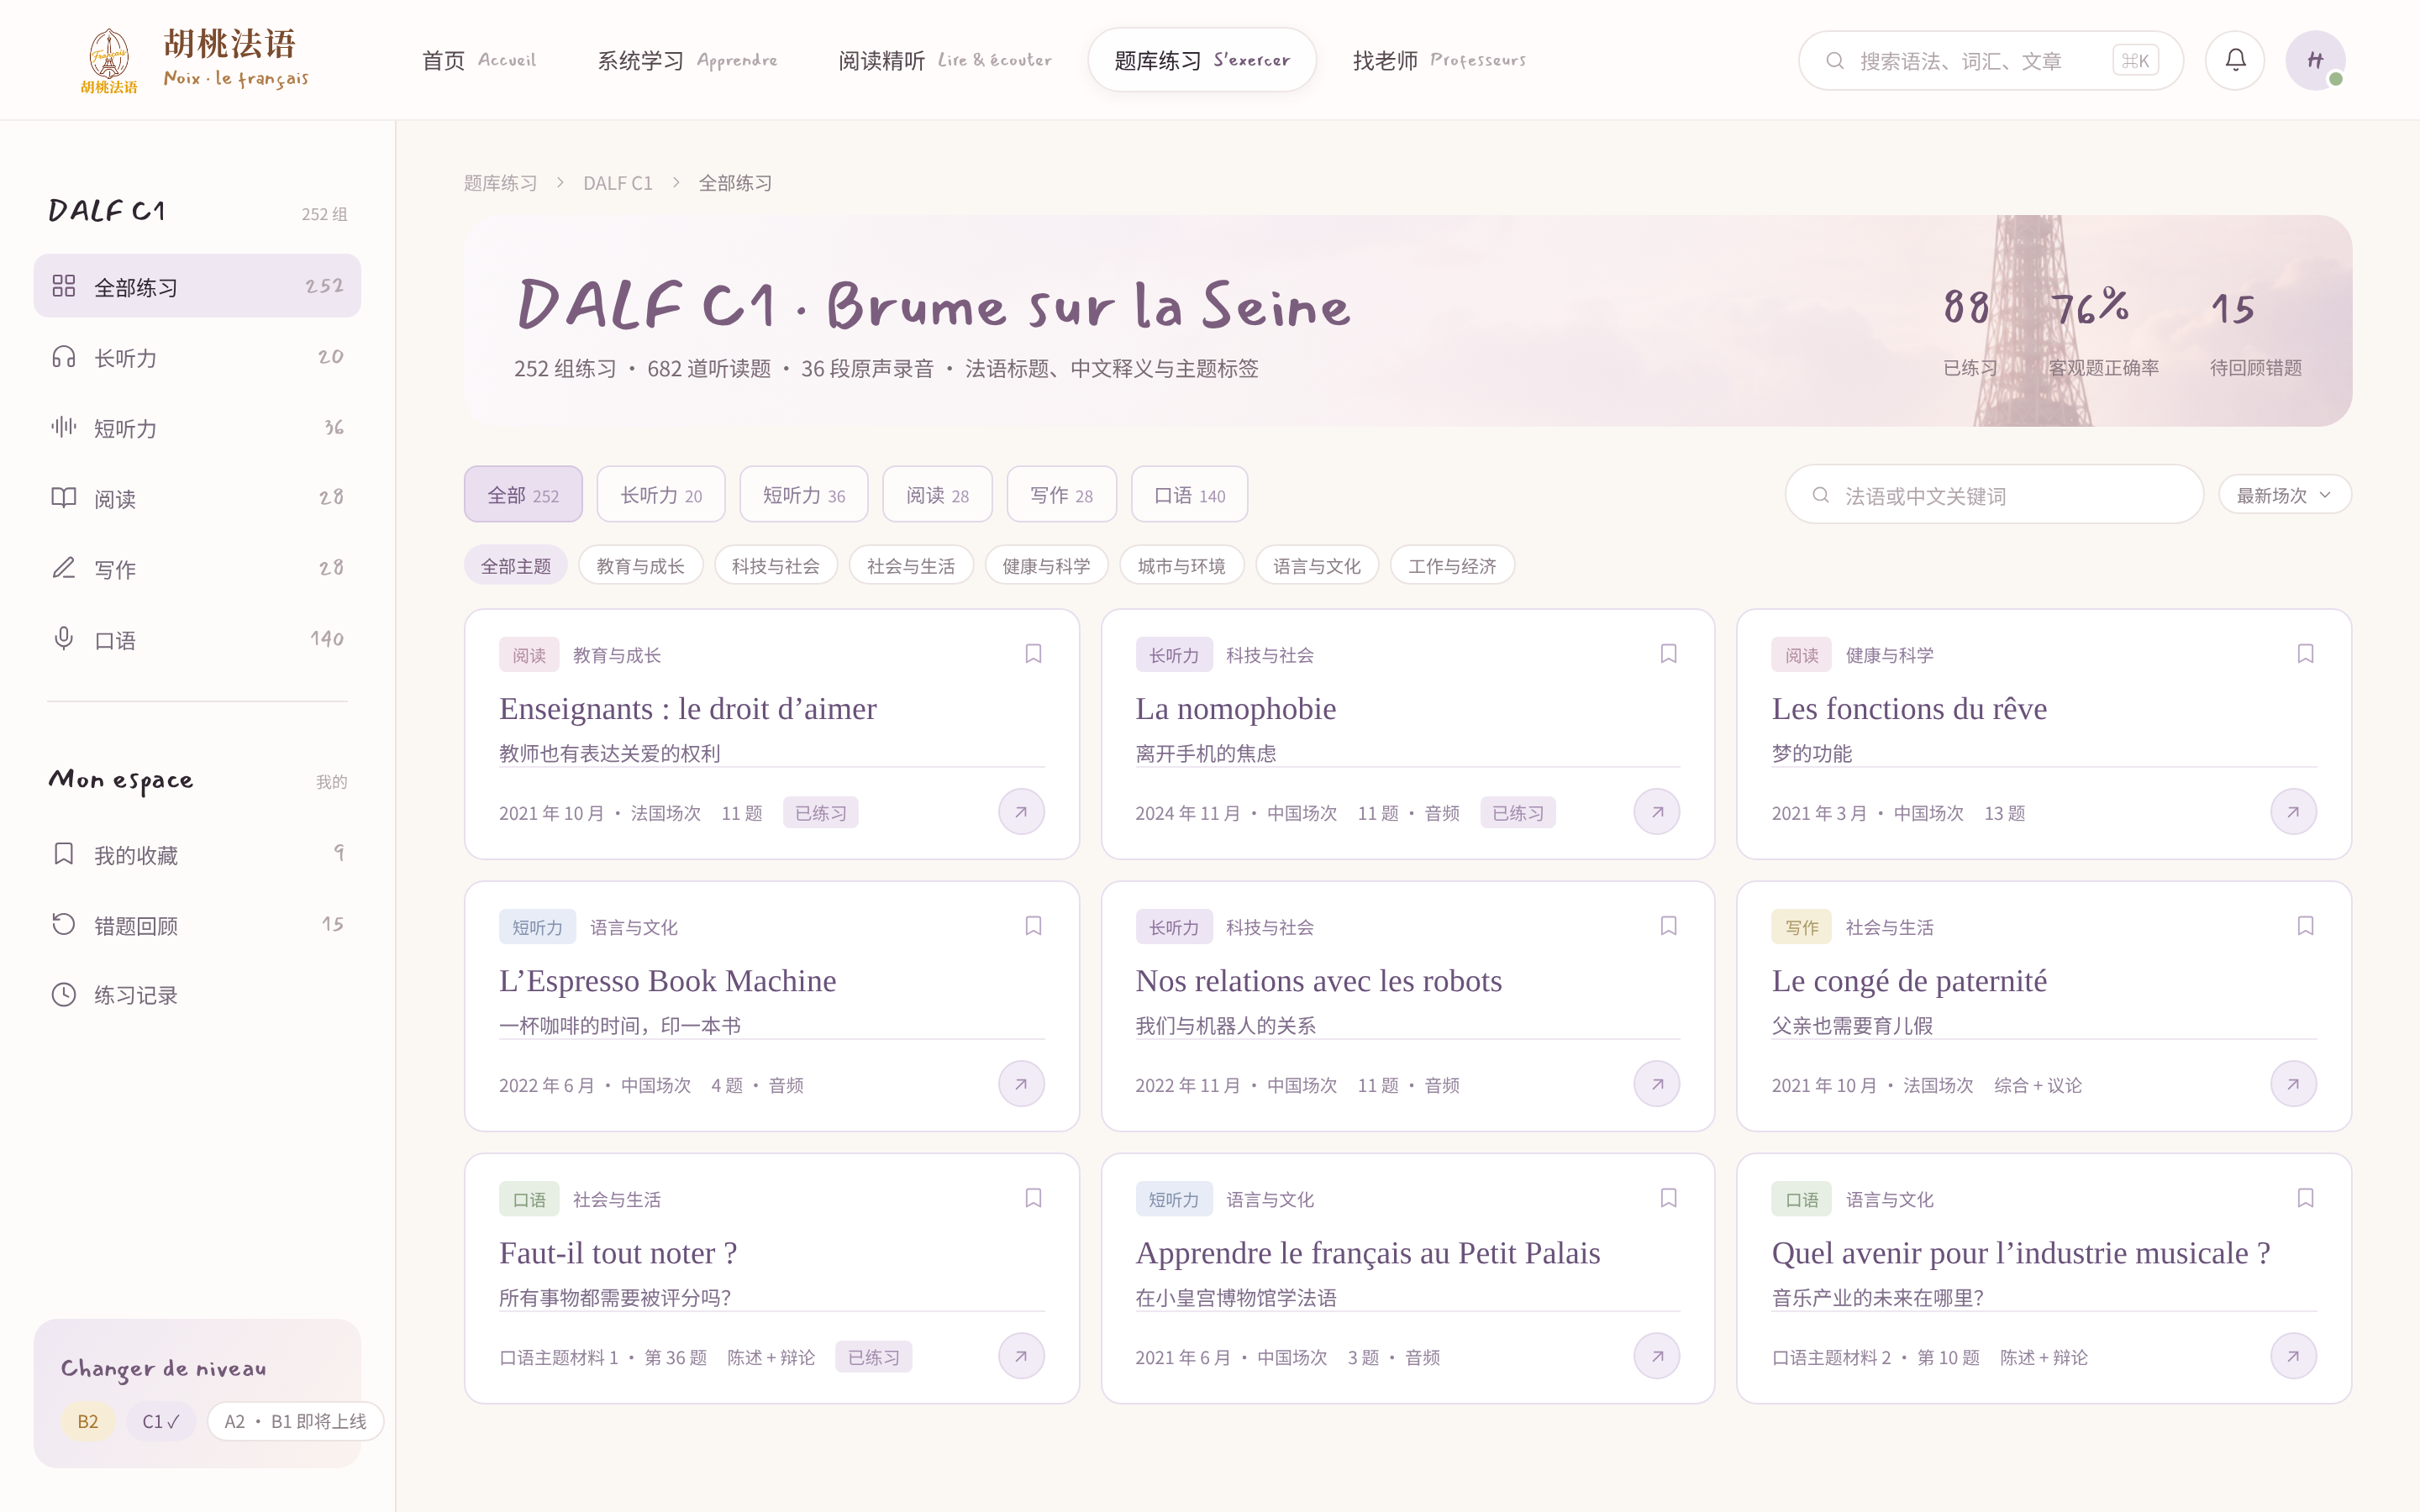 胡桃法语
Français
胡桃法语
Noix · le français
首页 Accueil
系统学习 Apprendre
阅读精听 Lire & écouter
题库练习 S'exercer
找老师 Professeurs
搜索语法、词汇、文章 ⌘K
H
DALF C1 252 组
全部练习 252
长听力 20
短听力 36
阅读 28
写作 28
口语 140
Mon espace 我的
我的收藏 9
错题回顾 15
练习记录
Changer de niveau
B2 C1 ✓ A2 · B1 即将上线
题库练习 > DALF C1 > 全部练习
DALF C1 · Brume sur la Seine
252 组练习 · 682 道听读题 · 36 段原声录音 · 法语标题、中文释义与主题标签
88 76% 15
已练习 客观题正确率 待回顾错题
全部 252 长听力 20 短听力 36 阅读 28 写作 28 口语 140
法语或中文关键词 最新场次
全部主题 教育与成长 科技与社会 社会与生活 健康与科学 城市与环境 语言与文化 工作与经济
阅读 教育与成长
Enseignants : le droit d’aimer
教师也有表达关爱的权利
2021 年 10 月 · 法国场次 11 题 已练习
长听力 科技与社会
La nomophobie
离开手机的焦虑
2024 年 11 月 · 中国场次 11 题 · 音频 已练习
阅读 健康与科学
Les fonctions du rêve
梦的功能
2021 年 3 月 · 中国场次 13 题
短听力 语言与文化
L’Espresso Book Machine
一杯咖啡的时间，印一本书
2022 年 6 月 · 中国场次 4 题 · 音频
长听力 科技与社会
Nos relations avec les robots
我们与机器人的关系
2022 年 11 月 · 中国场次 11 题 · 音频
写作 社会与生活
Le congé de paternité
父亲也需要育儿假
2021 年 10 月 · 法国场次 综合 + 议论
口语 社会与生活
Faut-il tout noter ?
所有事物都需要被评分吗？
口语主题材料 1 · 第 36 题 陈述 + 辩论 已练习
短听力 语言与文化
Apprendre le français au Petit Palais
在小皇宫博物馆学法语
2021 年 6 月 · 中国场次 3 题 · 音频
口语 语言与文化
Quel avenir pour l’industrie musicale ?
音乐产业的未来在哪里？
口语主题材料 2 · 第 10 题 陈述 + 辩论